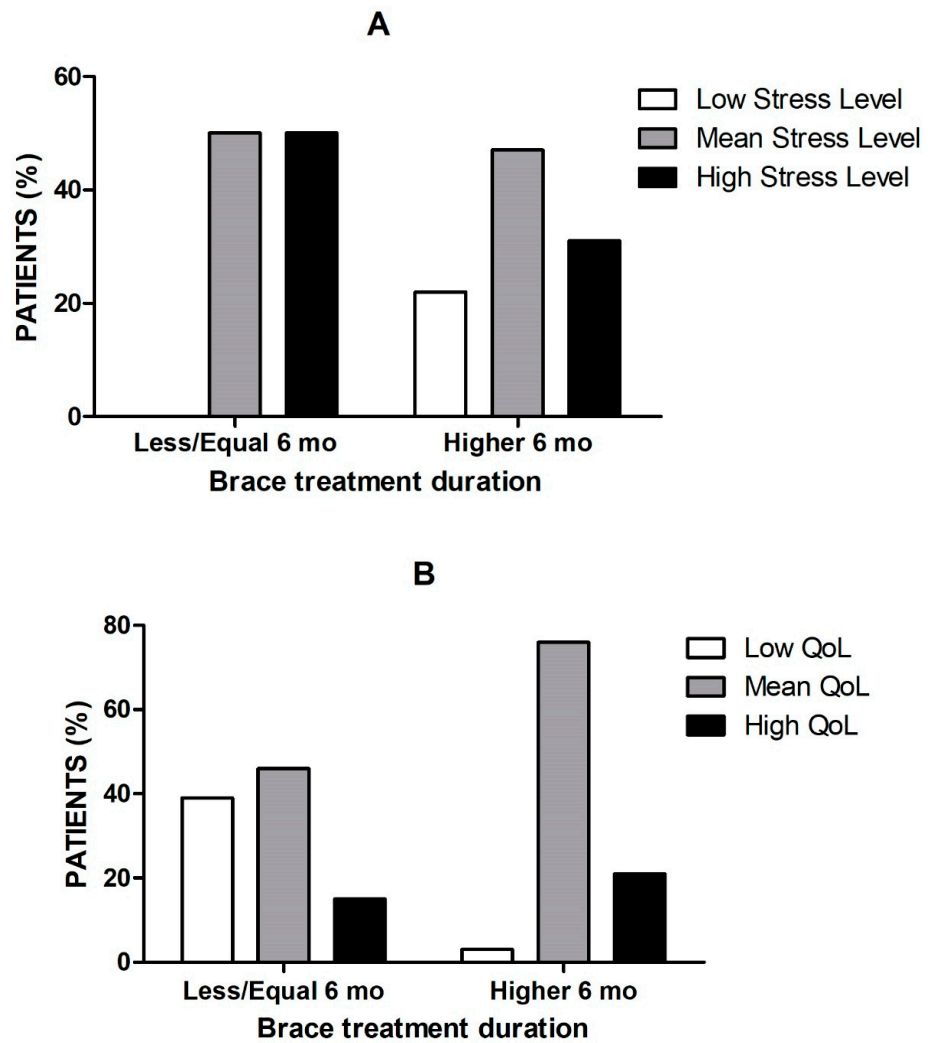 A
60
40
20
0
PATIENTS (%)
Low Stress Level
Mean Stress Level
High Stress Level
Less/Equal 6 mo
Higher 6 mo
Brace treatment duration
B
80
60
40
20
0
PATIENTS (%)
Low QoL
Mean QoL
High QoL
Less/Equal 6 mo
Higher 6 mo
Brace treatment duration